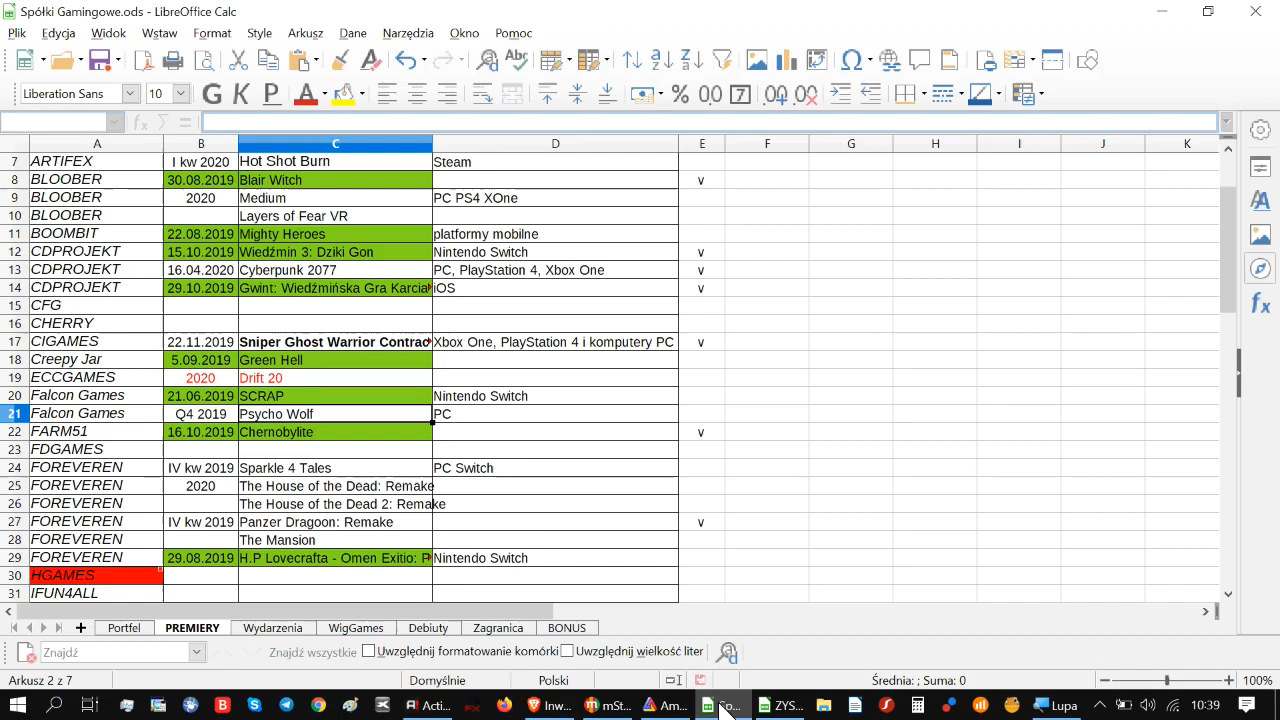 Spółki Gamingowe.ods - LibreOffice Calc
Plik Edycja Widok Wstaw Format Style Arkusz Dane Narzędzia Okno Pomoc
Liberation Sans 10 G K P A
A B C D E F G H I J K
7 ARTIFEX I kw 2020 Hot Shot Burn Steam
8 BLOOBER 30.08.2019 Blair Witch v
9 BLOOBER 2020 Medium PC PS4 XOne
10 BLOOBER Layers of Fear VR
11 BOOMBIT 22.08.2019 Mighty Heroes platformy mobilne
12 CDPROJEKT 15.10.2019 Wiedźmin 3: Dziki Gon Nintendo Switch v
13 CDPROJEKT 16.04.2020 Cyberpunk 2077 PC, PlayStation 4, Xbox One v
14 CDPROJEKT 29.10.2019 Gwint: Wiedźmińska Gra Karcia iOS v
15 CFG
16 CHERRY
17 CIGAMES 22.11.2019 Sniper Ghost Warrior Contrac Xbox One, PlayStation 4 i komputery PC v
18 Creepy Jar 5.09.2019 Green Hell
19 ECCGAMES 2020 Drift 20
20 Falcon Games 21.06.2019 SCRAP Nintendo Switch
21 Falcon Games Q4 2019 Psycho Wolf PC
22 FARM51 16.10.2019 Chernobylite v
23 FDGAMES
24 FOREVEREN IV kw 2019 Sparkle 4 Tales PC Switch
25 FOREVEREN 2020 The House of the Dead: Remake
26 FOREVEREN The House of the Dead 2: Remake
27 FOREVEREN IV kw 2019 Panzer Dragoon: Remake v
28 FOREVEREN The Mansion
29 FOREVEREN 29.08.2019 H.P Lovecrafta - Omen Exitio: P Nintendo Switch
30 HGAMES
31 IFUN4ALL
Portfel PREMIERY Wydarzenia WigGames Debiuty Zagranica BONUS
Znajdź Znajdź wszystkie Uwzględnij formatowanie komórki Uwzględnij wielkość liter
Arkusz 2 z 7 Domyślnie Polski Średnia: ; Suma: 0 100%
Acti... Inw... mSt... Am... ZYS... Lupa 10:39